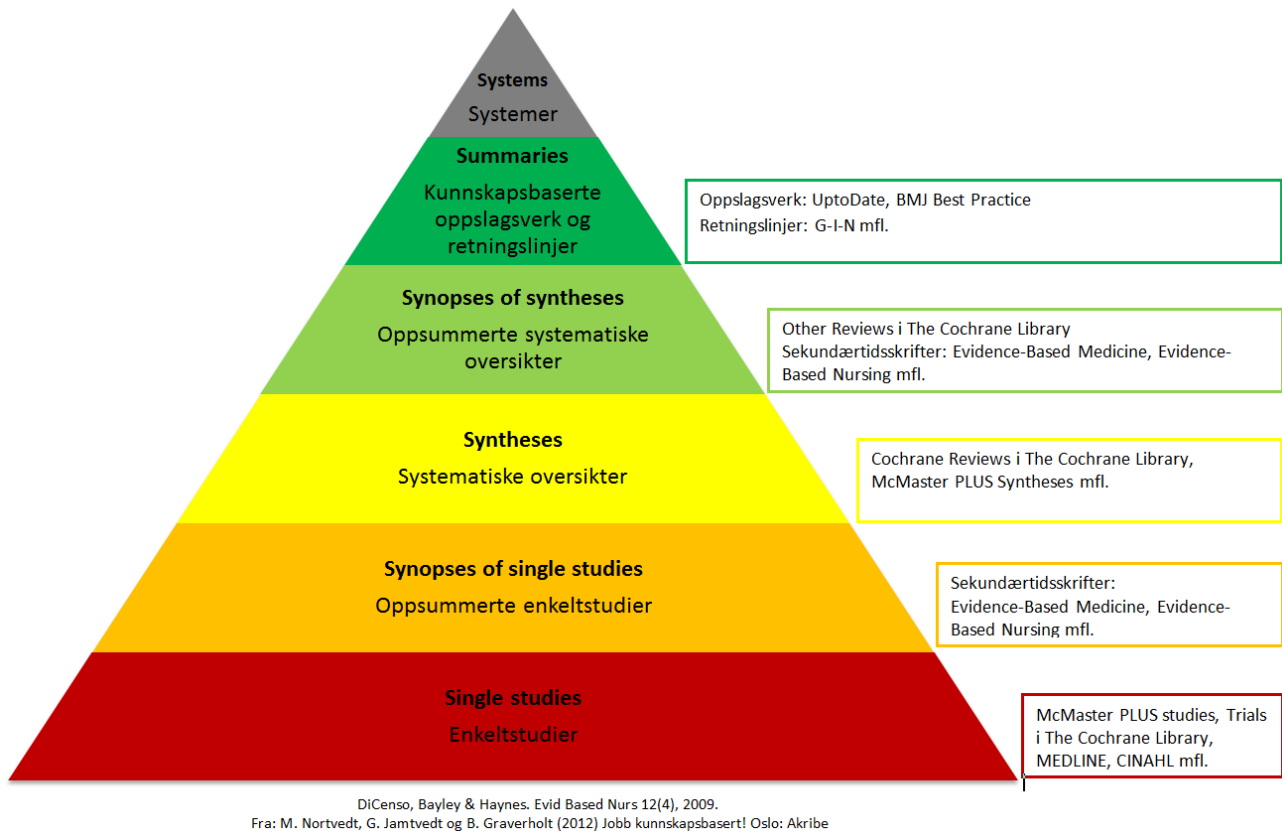 Systems
Systemer
Summaries
Kunnskapsbaserte
oppslagsverk og
retningslinjer
Oppslagsverk: UptoDate, BMJ Best Practice
Retningslinjer: G-I-N mfl.
Synopses of syntheses
Oppsummerte systematiske
oversikter
Other Reviews i The Cochrane Library
Sekundærtidsskrifter: Evidence-Based Medicine, Evidence-
Based Nursing mfl.
Syntheses
Systematiske oversikter
Cochrane Reviews i The Cochrane Library,
McMaster PLUS Syntheses mfl.
Synopses of single studies
Oppsummerte enkeltstudier
Sekundærtidsskrifter:
Evidence-Based Medicine, Evidence-
Based Nursing mfl.
Single studies
Enkeltstudier
McMaster PLUS studies, Trials
i The Cochrane Library,
MEDLINE, CINAHL mfl.
DiCenso, Bayley & Haynes. Evid Based Nurs 12(4), 2009.
Fra: M. Nortvedt, G. Jamtvedt og B. Graverholt (2012) Jobb kunnskapsbasert! Oslo: Akribe